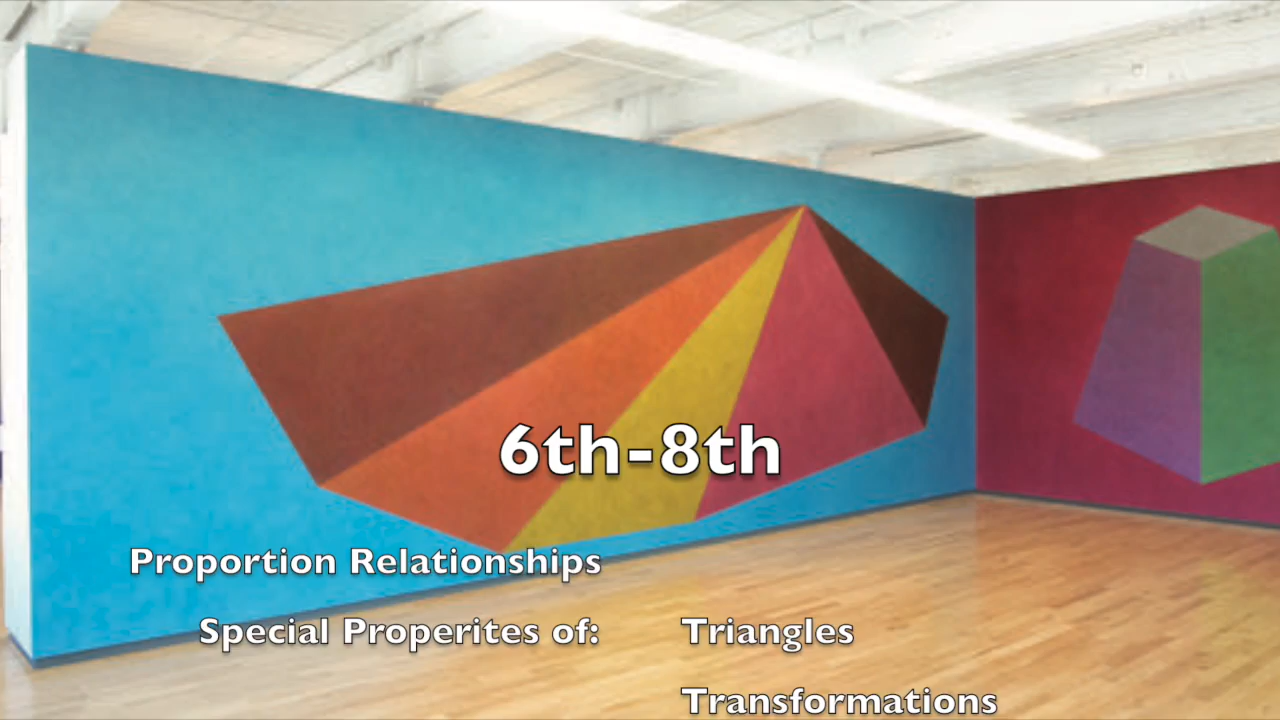 6th-8th
Proportion Relationships
Special Properites of: Triangles
Transformations